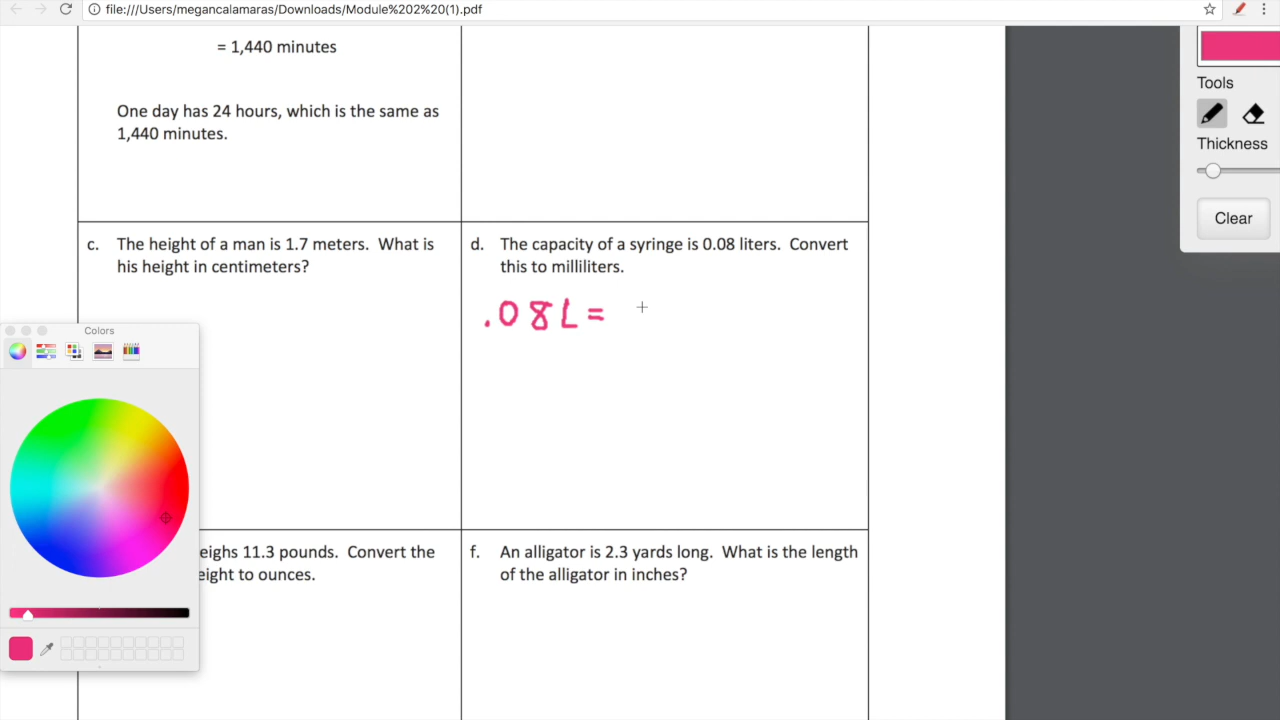 file:///Users/megancalamaras/Downloads/Module%202%20(1).pdf
= 1,440 minutes
One day has 24 hours, which is the same as
1,440 minutes.
Tools
Thickness
Clear
c. The height of a man is 1.7 meters. What is
his height in centimeters?
d. The capacity of a syringe is 0.08 liters. Convert
this to milliliters.
.08L=
Colors
eighs 11.3 pounds. Convert the
eight to ounces.
f. An alligator is 2.3 yards long. What is the length
of the alligator in inches?